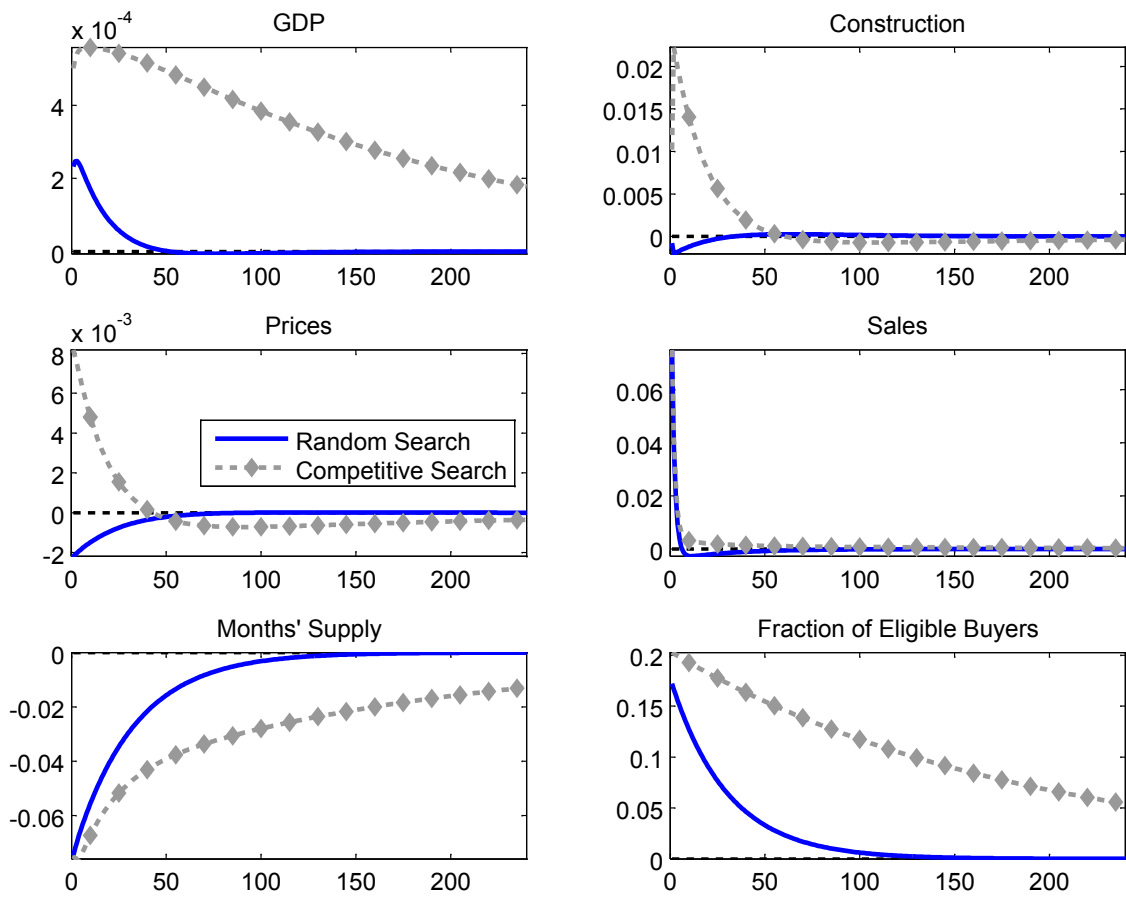 x 10-4
GDP
4
2
0
0 50 100 150 200
Construction
0.02
0.015
0.01
0.005
0
0 50 100 150 200
x 10-3
Prices
8
6
4
2
0
-2
0 50 100 150 200
Random Search
Competitive Search
Sales
0.06
0.04
0.02
0
0 50 100 150 200
Months' Supply
0
-0.02
-0.04
-0.06
0 50 100 150 200
Fraction of Eligible Buyers
0.2
0.15
0.1
0.05
0
0 50 100 150 200